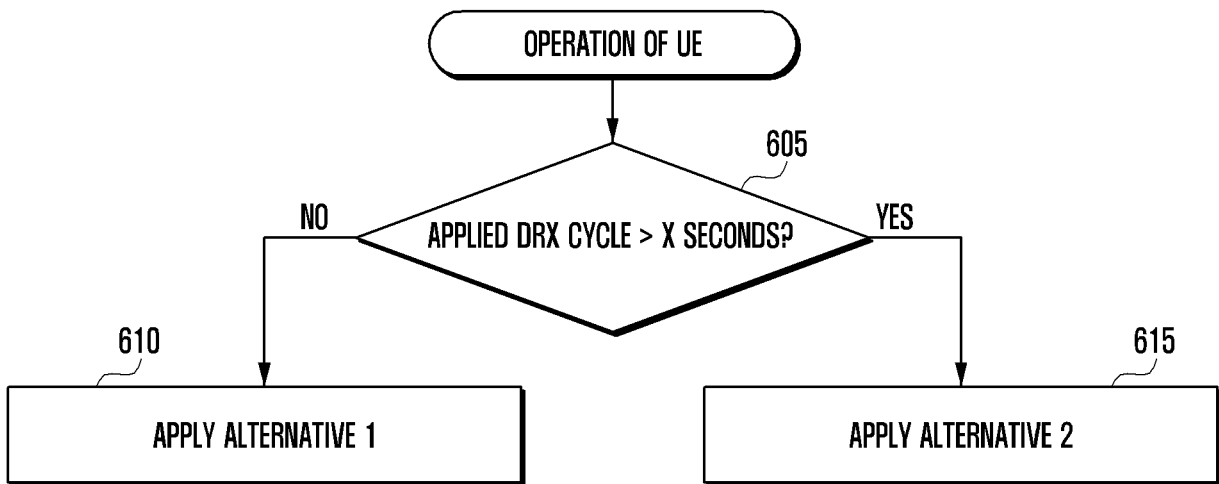 OPERATION OF UE
605
NO
APPLIED DRX CYCLE > X SECONDS?
YES
610
615
APPLY ALTERNATIVE 1
APPLY ALTERNATIVE 2